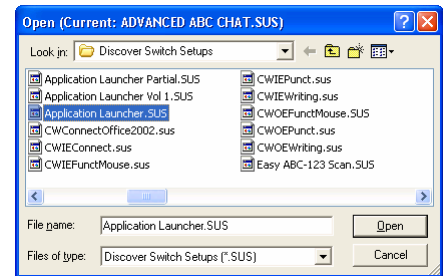 Open (Current: ADVANCED ABC CHAT.SUS)
Look in: Discover Switch Setups
Application Launcher Partial.SUS
Application Launcher Vol 1.SUS
Application Launcher.SUS
CWConnectOffice2002.sus
CWIEConnect.sus
CWIEFunctMouse.sus
CWIEPunct.sus
CWIEWriting.sus
CWOEFunctMouse.SUS
CWOEPunct.sus
CWOEWriting.sus
Easy ABC-123 Scan.SUS
File name: Application Launcher.SUS Open
Files of type: Discover Switch Setups (*.SUS) Cancel